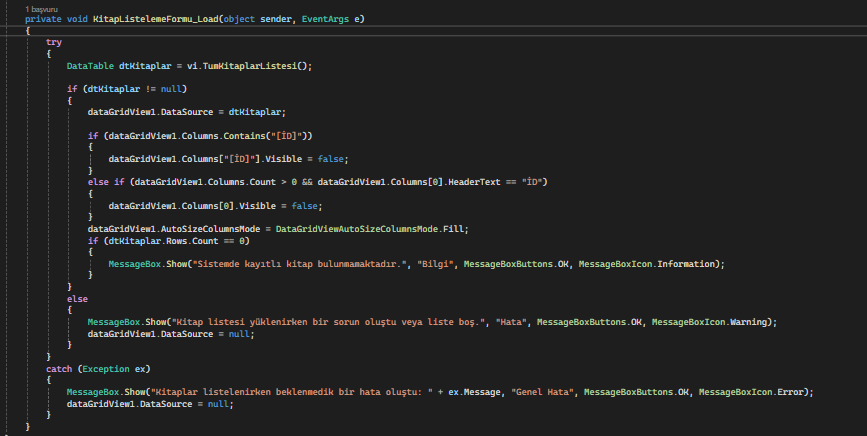 1 başvuru
private void KitapListelemeFormu_Load(object sender, EventArgs e)
{
try
{
DataTable dtKitaplar = vi.TumKitaplarListesi();
if (dtKitaplar != null)
{
dataGridView1.DataSource = dtKitaplar;
if (dataGridView1.Columns.Contains("[İD]"))
{
dataGridView1.Columns["[İD]"].Visible = false;
}
else if (dataGridView1.Columns.Count > 0 && dataGridView1.Columns[0].HeaderText == "İD")
{
dataGridView1.Columns[0].Visible = false;
}
dataGridView1.AutoSizeColumnsMode = DataGridViewAutoSizeColumnsMode.Fill;
if (dtKitaplar.Rows.Count == 0)
{
MessageBox.Show("Sistemde kayıtlı kitap bulunmamaktadır.", "Bilgi", MessageBoxButtons.OK, MessageBoxIcon.Information);
}
}
else
{
MessageBox.Show("Kitap listesi yüklenirken bir sorun oluştu veya liste boş.", "Hata", MessageBoxButtons.OK, MessageBoxIcon.Warning);
dataGridView1.DataSource = null;
}
}
catch (Exception ex)
{
MessageBox.Show("Kitaplar listelenirken beklenmedik bir hata oluştu: " + ex.Message, "Genel Hata", MessageBoxButtons.OK, MessageBoxIcon.Error);
dataGridView1.DataSource = null;
}
}